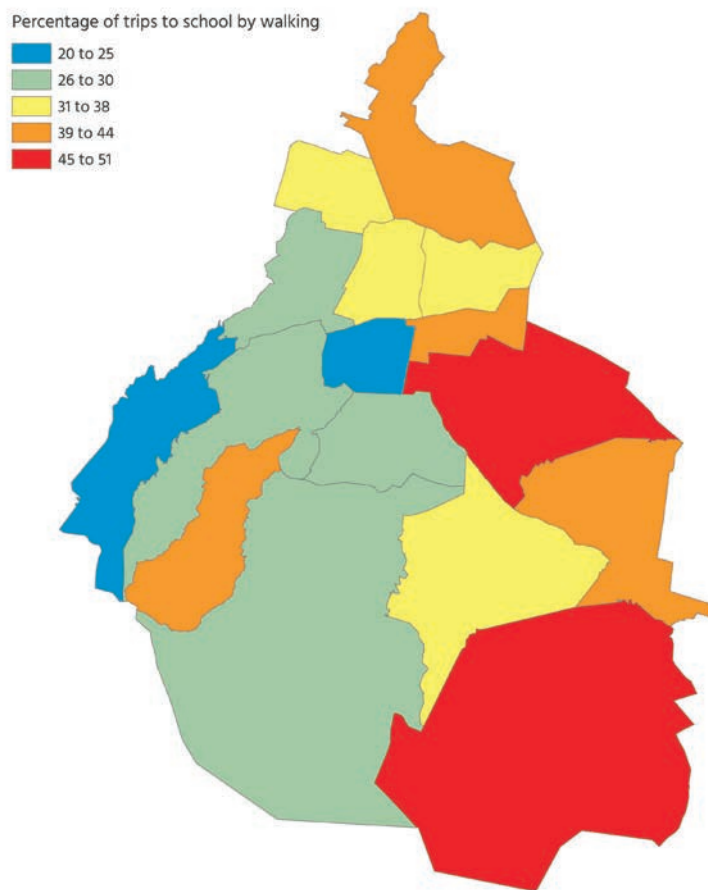 Percentage of trips to school by walking
20 to 25
26 to 30
31 to 38
39 to 44
45 to 51